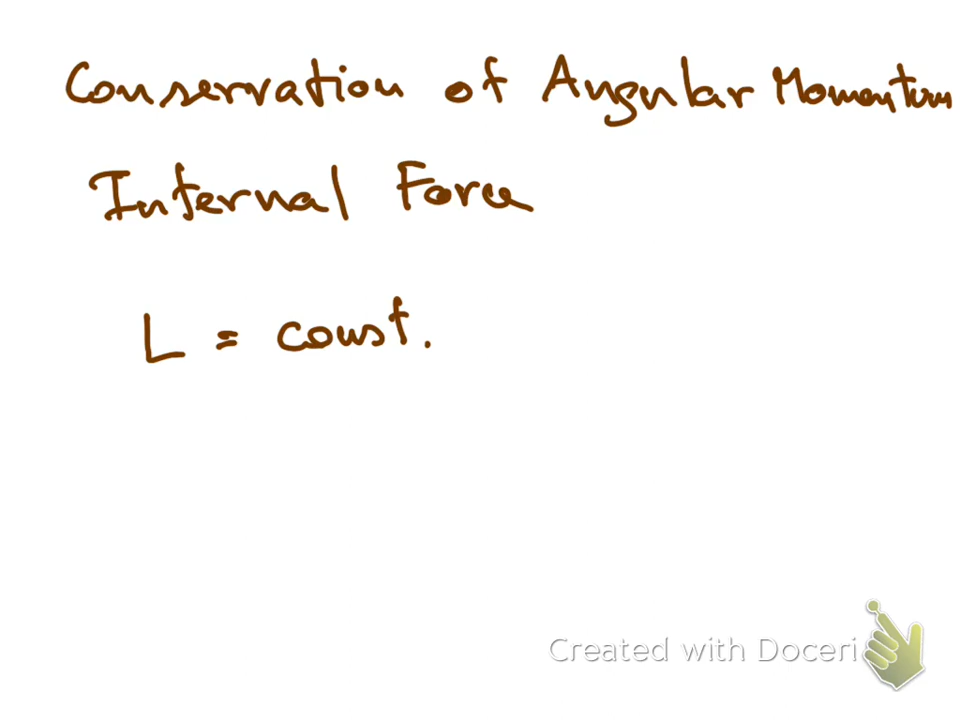 Conservation of Angular Momentum
Internal Force
L = const.
Created with Doceri